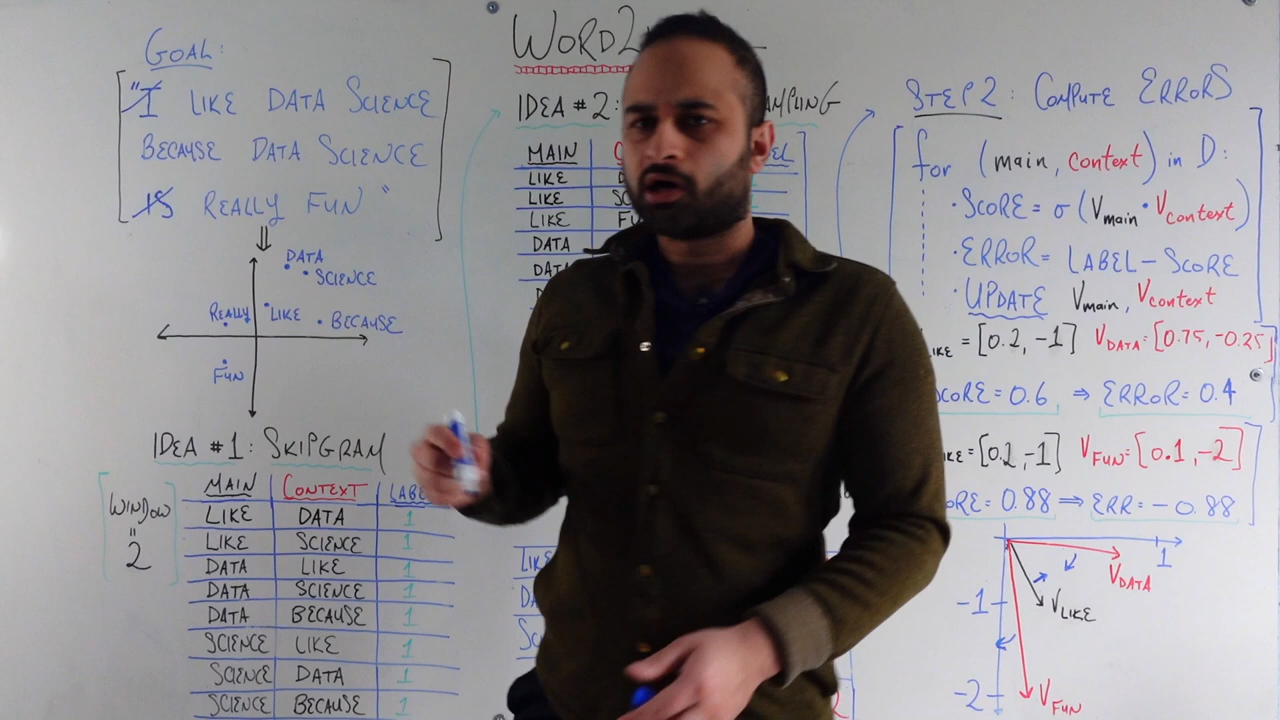 GOAL:
"I LIKE DATA SCIENCE
BECAUSE DATA SCIENCE
IS REALLY FUN"
⇓
DATA
SCIENCE
REALLY
LIKE
BECAUSE
FUN
IDEA #1: SKIPGRAM
WINDOW
=
2
MAIN CONTEXT
LIKE DATA 1
LIKE SCIENCE 1
DATA LIKE 1
DATA SCIENCE 1
DATA BECAUSE 1
SCIENCE LIKE 1
SCIENCE DATA 1
SCIENCE BECAUSE 1
WORD2
IDEA #2:
MAIN
LIKE
LIKE
LIKE
DATA
STEP 2: COMPUTE ERRORS
for (main, context) in D:
· SCORE = σ(Vmain · Vcontext)
· ERROR = LABEL - SCORE
· UPDATE Vmain, Vcontext
= [0.2, -1] VDATA = [0.75, -0.25]
= 0.6 ⇒ ERROR = 0.4
= [0.2, -1] VFUN = [0.1, -2]
= 0.88 ⇒ ERR = -0.88
1
VDATA
-1
VLIKE
-2
VFUN